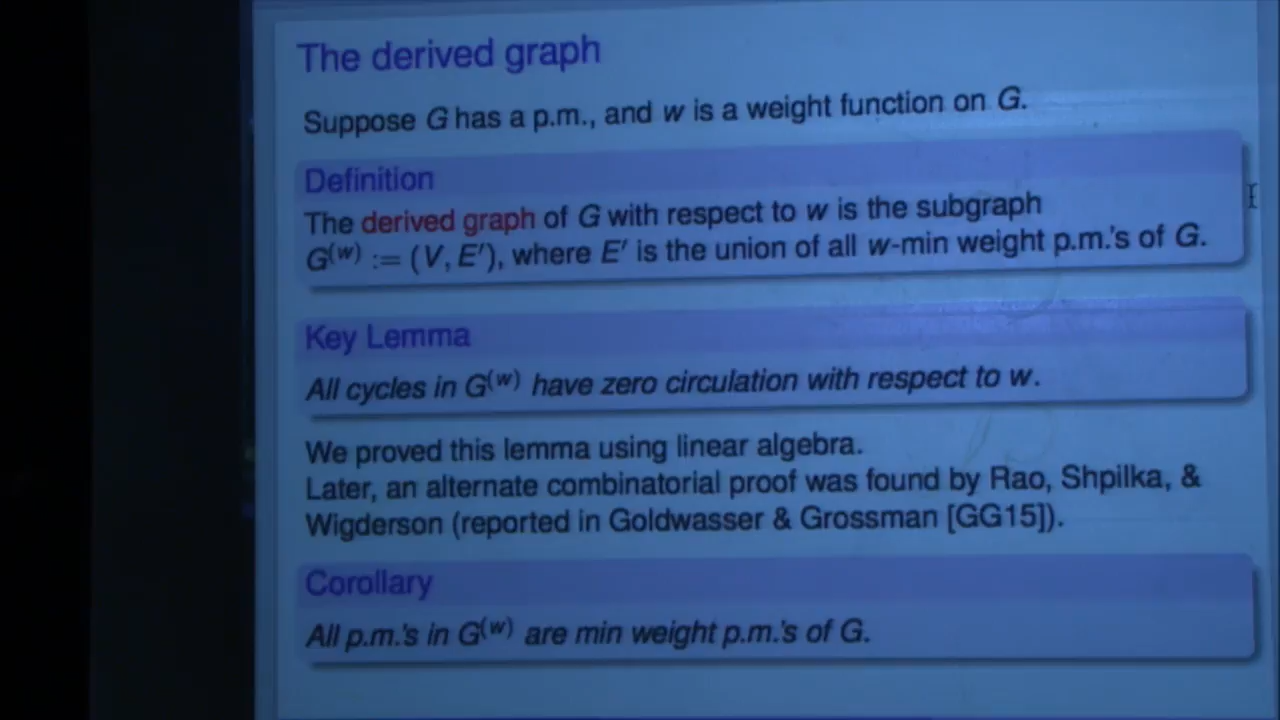 The derived graph
Suppose G has a p.m., and w is a weight function on G.
Definition
The derived graph of G with respect to w is the subgraph
G^(w) := (V, E′), where E′ is the union of all w-min weight p.m.'s of G.
Key Lemma
All cycles in G^(w) have zero circulation with respect to w.
We proved this lemma using linear algebra.
Later, an alternate combinatorial proof was found by Rao, Shpilka, &
Wigderson (reported in Goldwasser & Grossman [GG15]).
Corollary
All p.m.'s in G^(w) are min weight p.m.'s of G.